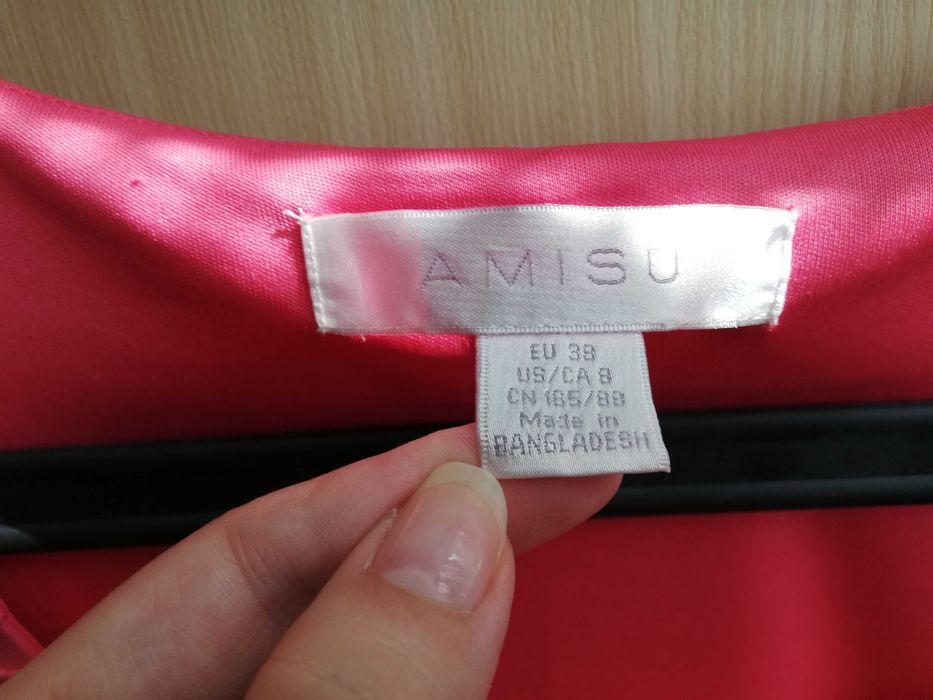 AMISU
EU 38
US/CA 8
CN 165/88
Made in
BANGLADESH